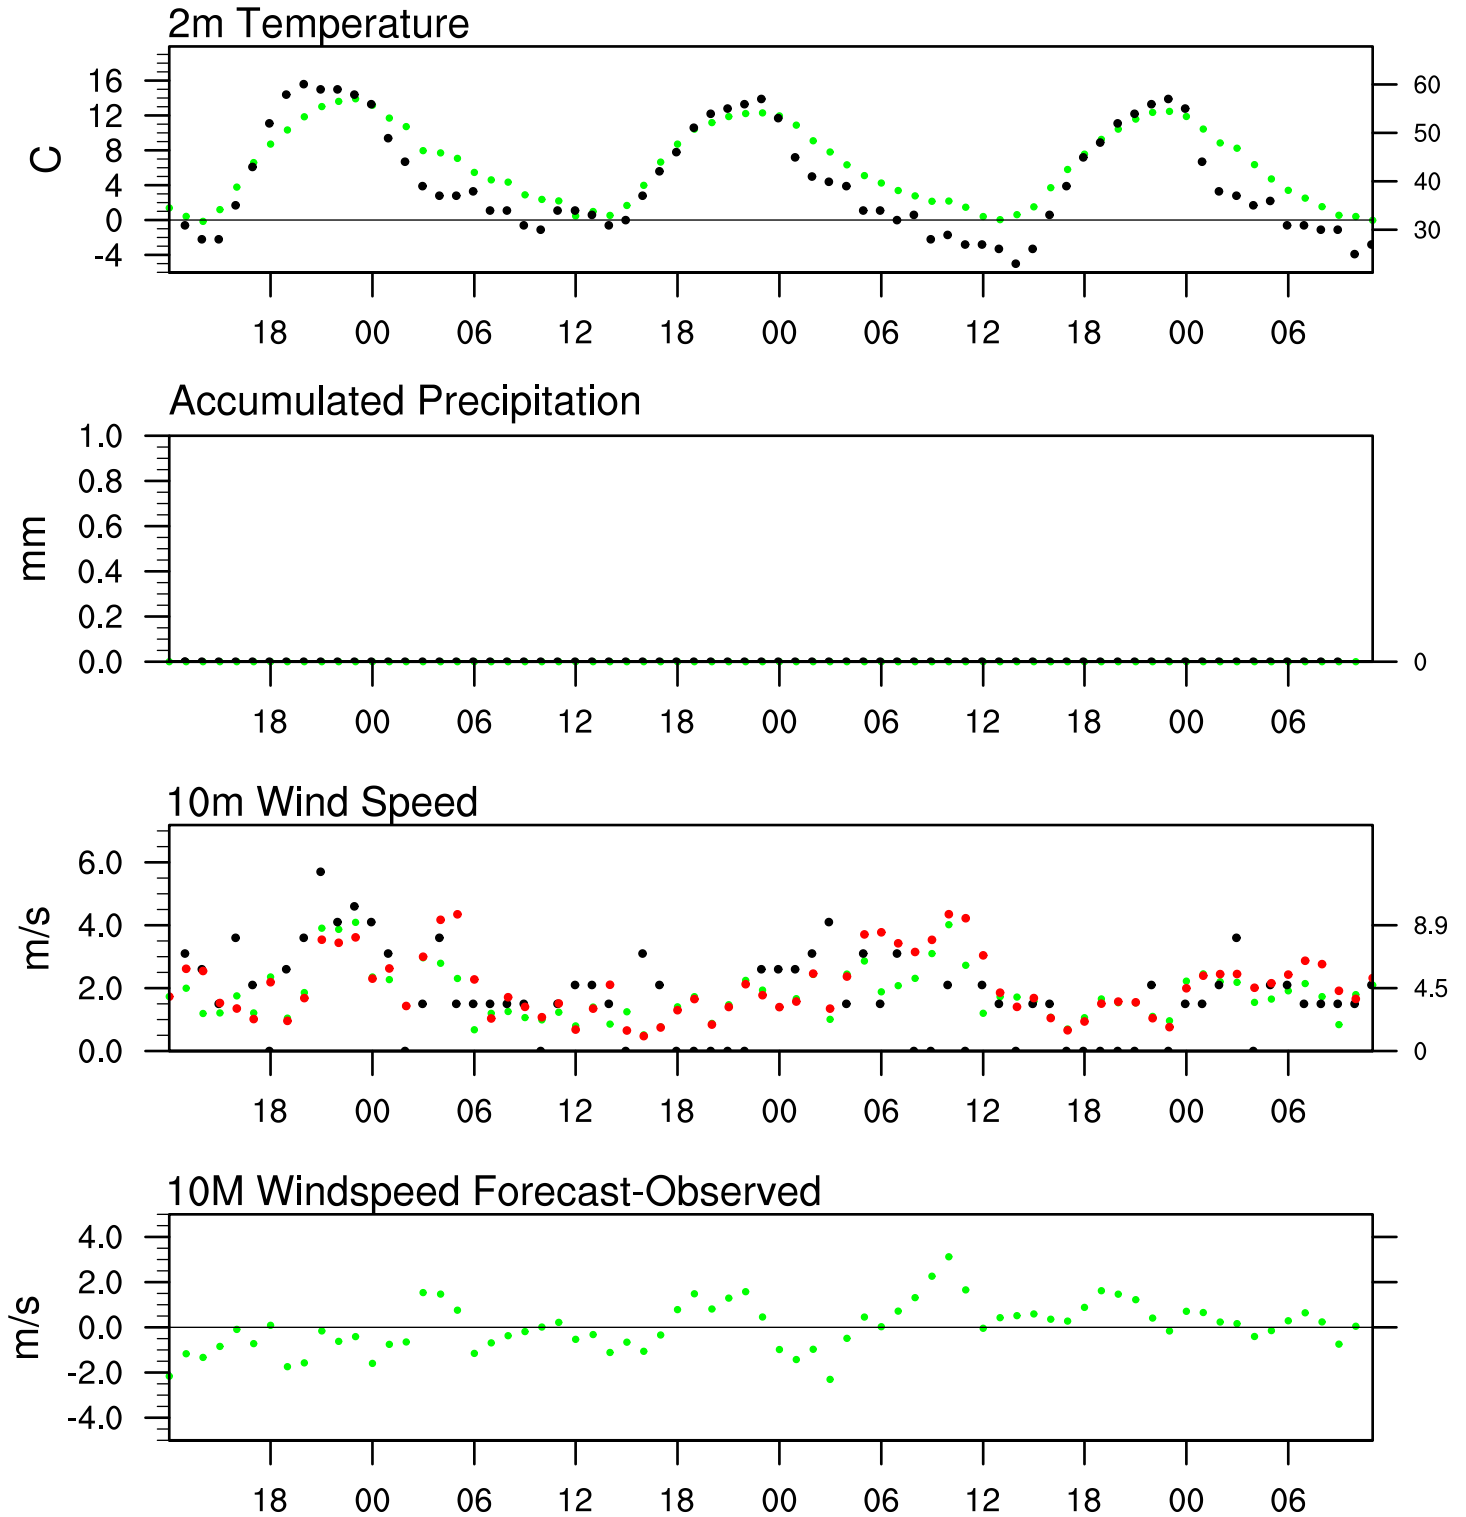 2m Temperature
16
12
8
4
0
-4
C
60
50
40
30
18 00 06 12 18 00 06 12 18 00 06
Accumulated Precipitation
1.0
0.8
0.6
0.4
0.2
0.0
mm
0
18 00 06 12 18 00 06 12 18 00 06
10m Wind Speed
6.0
4.0
2.0
0.0
m/s
8.9
4.5
0
18 00 06 12 18 00 06 12 18 00 06
10M Windspeed Forecast-Observed
4.0
2.0
0.0
-2.0
-4.0
m/s
18 00 06 12 18 00 06 12 18 00 06